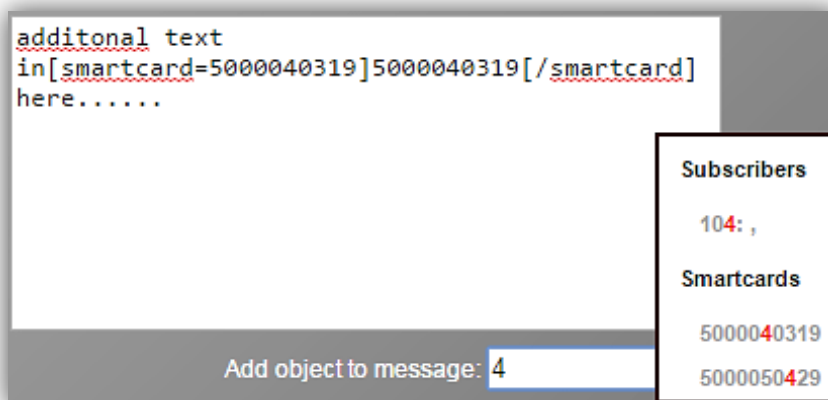 additonal text
in[smartcard=5000040319]5000040319[/smartcard]
here......
Subscribers
104: ,
Smartcards
5000040319
5000050429
Add object to message: 4